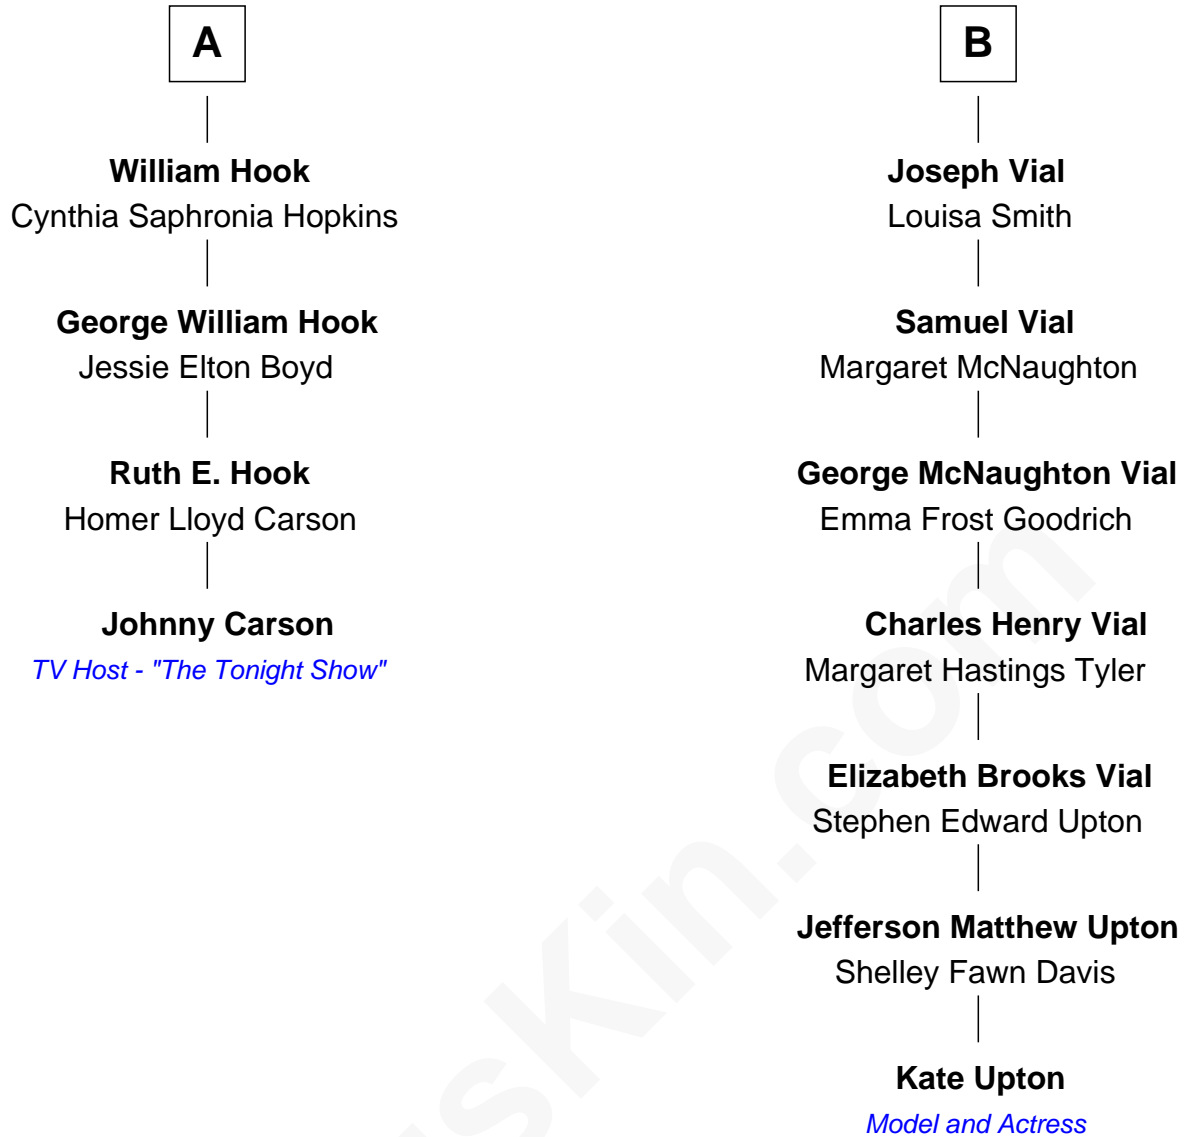 A
William Hook
Cynthia Saphronia Hopkins
George William Hook
Jessie Elton Boyd
Ruth E. Hook
Homer Lloyd Carson
Johnny Carson
TV Host - "The Tonight Show"
B
Joseph Vial
Louisa Smith
Samuel Vial
Margaret McNaughton
George McNaughton Vial
Emma Frost Goodrich
Charles Henry Vial
Margaret Hastings Tyler
Elizabeth Brooks Vial
Stephen Edward Upton
Jefferson Matthew Upton
Shelley Fawn Davis
Kate Upton
Model and Actress
usKin.com